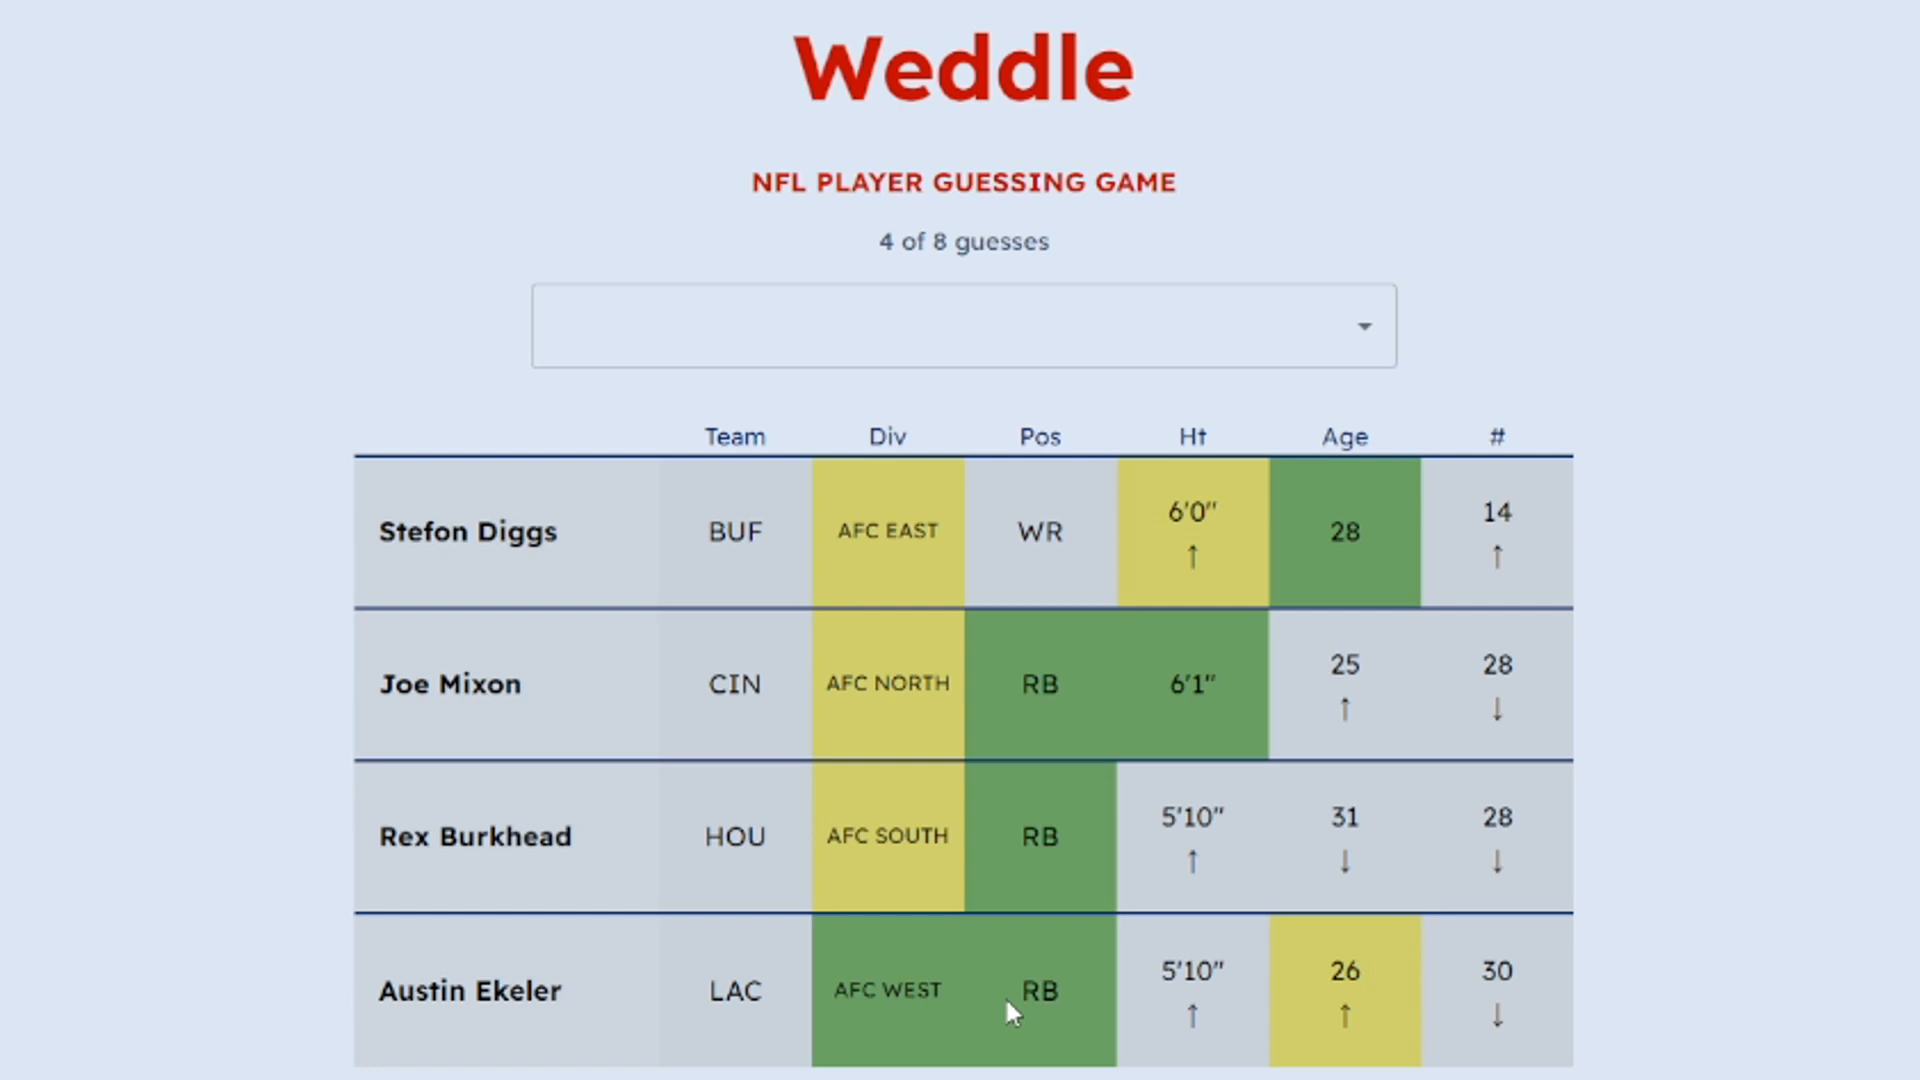 Weddle
NFL PLAYER GUESSING GAME
4 of 8 guesses
Team Div Pos Ht Age #
Stefon Diggs BUF AFC EAST WR 6'0" ↑ 28 14 ↑
Joe Mixon CIN AFC NORTH RB 6'1" 25 ↑ 28 ↓
Rex Burkhead HOU AFC SOUTH RB 5'10" ↑ 31 ↓ 28 ↓
Austin Ekeler LAC AFC WEST RB 5'10" ↑ 26 ↑ 30 ↓